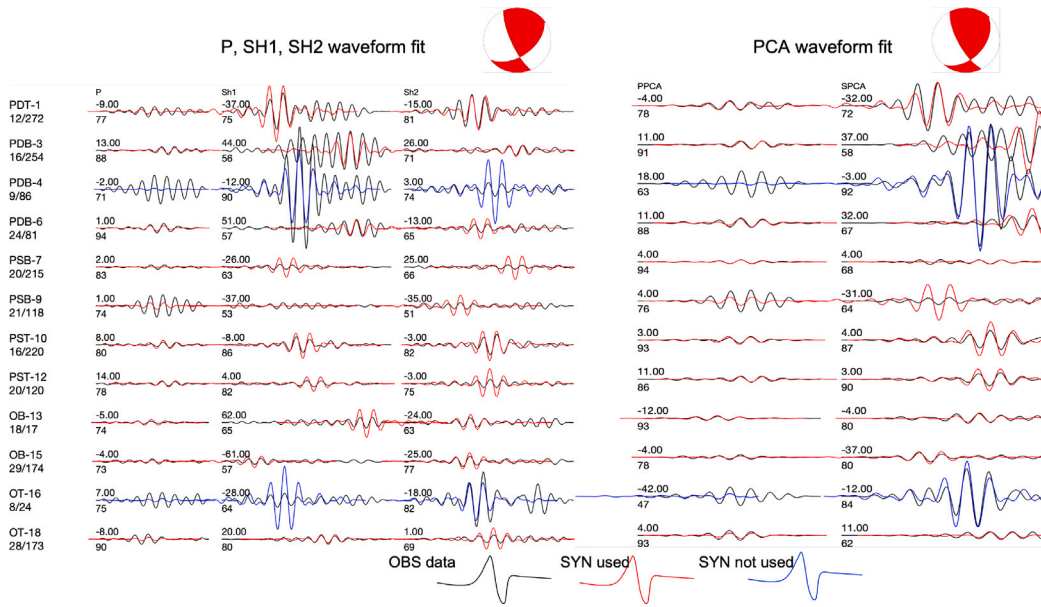 P, SH1, SH2 waveform fit
PCA waveform fit
P Sh1 Sh2 PPCA SPCA
PDT-1 -9.00 -37.00 -15.00 -4.00 -32.00
12/272 77 75 81 78 72
PDB-3 13.00 44.00 26.00 11.00 37.00
16/254 88 56 71 91 58
PDB-4 -2.00 -12.00 3.00 18.00 -3.00
9/86 71 90 74 63 92
PDB-6 1.00 51.00 -13.00 11.00 32.00
24/81 94 57 65 88 67
PSB-7 2.00 -26.00 25.00 4.00 4.00
20/215 83 63 66 94 68
PSB-9 1.00 -37.00 -35.00 4.00 -31.00
21/118 74 53 51 76 64
PST-10 8.00 -8.00 -3.00 3.00 4.00
16/220 80 86 82 93 87
PST-12 14.00 4.00 -3.00 11.00 3.00
20/120 78 82 75 86 90
OB-13 -5.00 62.00 -24.00 -12.00 -4.00
18/17 74 65 63 93 80
OB-15 -4.00 -61.00 -25.00 -4.00 -37.00
29/174 73 57 77 78 80
OT-16 7.00 -28.00 -18.00 -42.00 -12.00
8/24 75 64 82 47 84
OT-18 -8.00 20.00 1.00 4.00 11.00
28/173 90 80 69 93 62
OBS data SYN used SYN not used